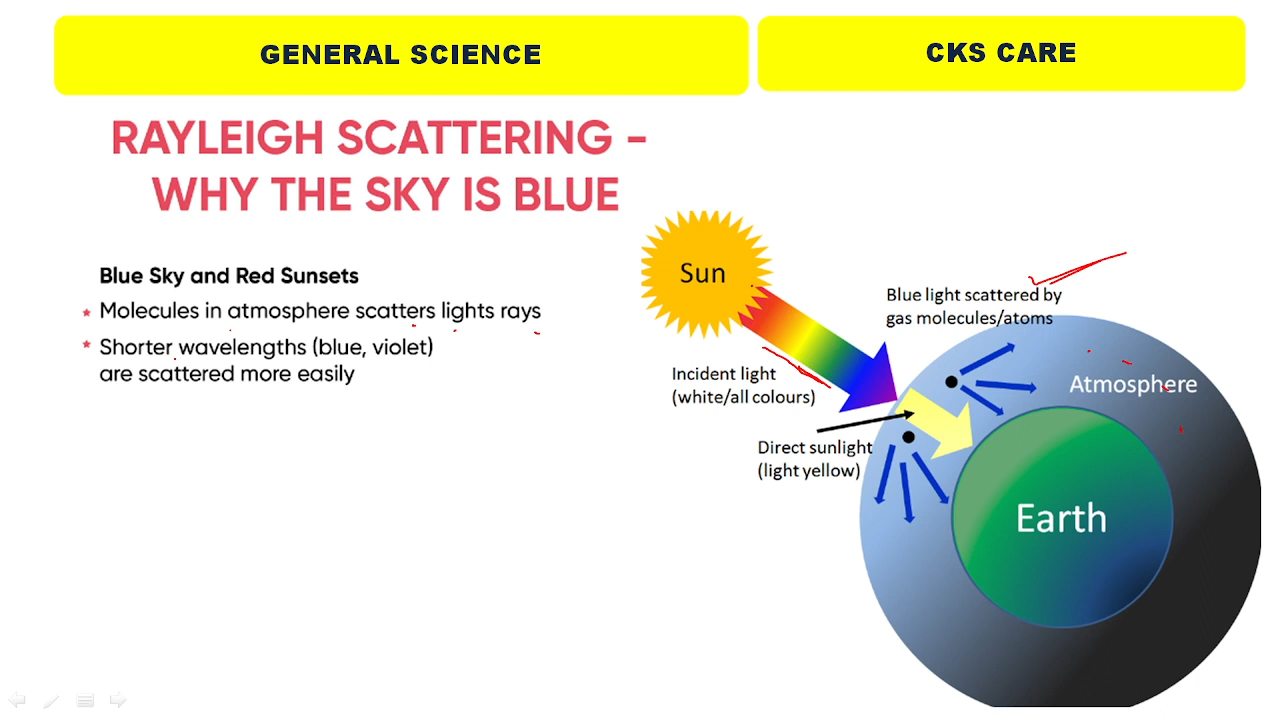 GENERAL SCIENCE
CKS CARE
RAYLEIGH SCATTERING -
WHY THE SKY IS BLUE
Blue Sky and Red Sunsets
Molecules in atmosphere scatters lights rays
Shorter wavelengths (blue, violet)
are scattered more easily
Sun
Blue light scattered by
gas molecules/atoms
Incident light
(white/all colours)
Atmosphere
Direct sunlight
(light yellow)
Earth